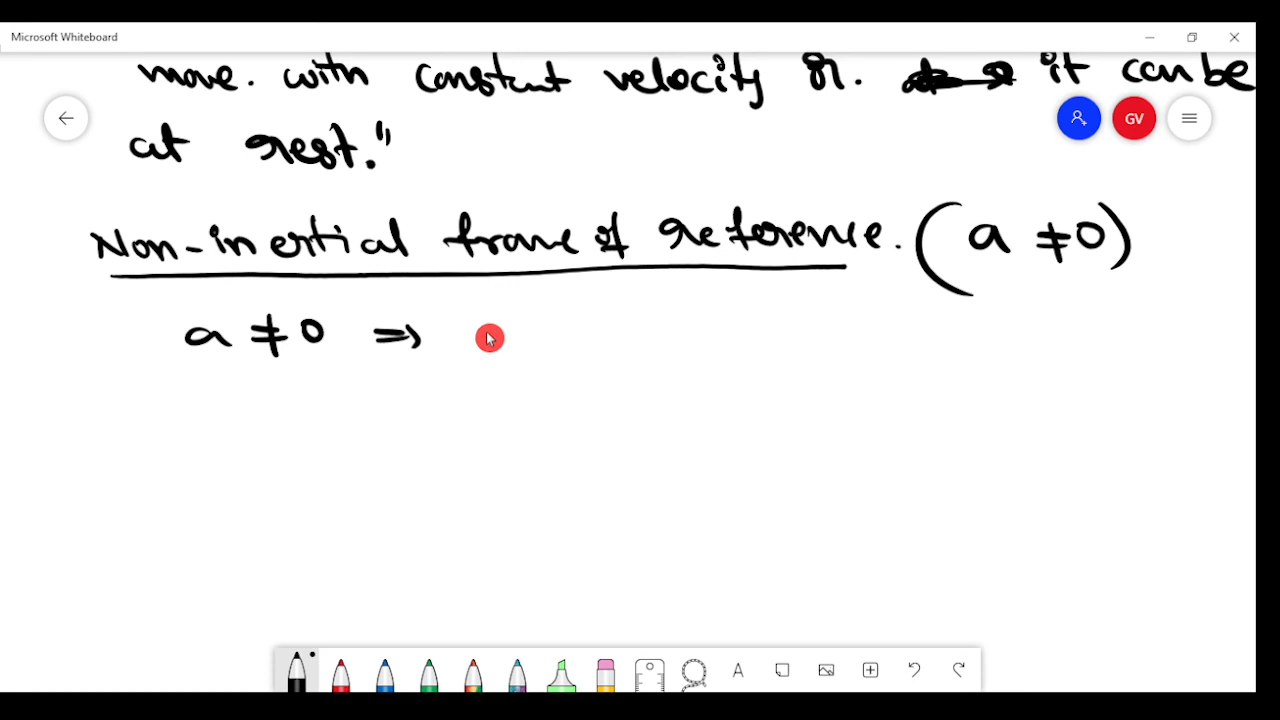 Microsoft Whiteboard
move. with constant velocity or. it can be
at rest."
GV
Non-inertial frame of reference. (a ≠0)
a ≠ 0 ⇒
A